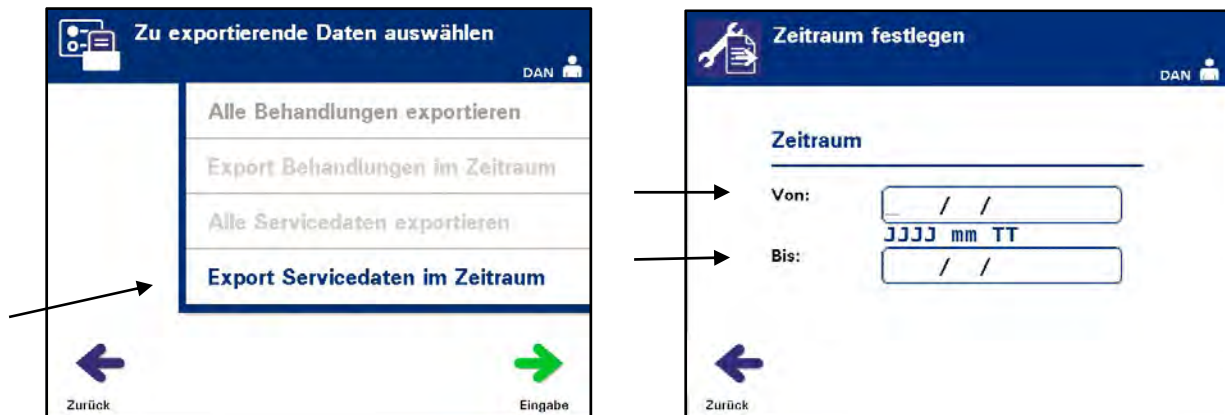 Zu exportierende Daten auswählen
DAN
Alle Behandlungen exportieren
Export Behandlungen im Zeitraum
Alle Servicedaten exportieren
Export Servicedaten im Zeitraum
Zurück
Eingabe
Zeitraum festlegen
DAN
Zeitraum
Von:
_ / /
JJJJ mm TT
Bis:
/ /
Zurück